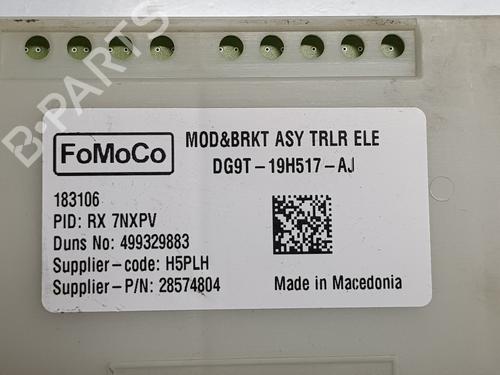 B-PARTS
FoMoCo
MOD&BRKT ASY TRLR ELE
DG9T-19H517-AJ
183106
PID: RX 7NXPV
Duns No: 499329883
Supplier-code: H5PLH
Supplier-P/N: 28574804
Made in Macedonia